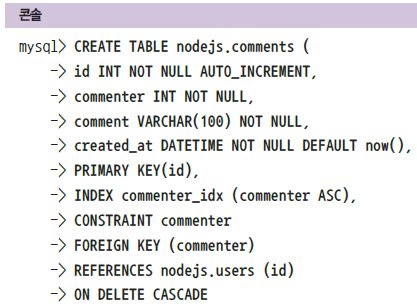 콘솔
mysql> CREATE TABLE nodejs.comments (
-> id INT NOT NULL AUTO_INCREMENT,
-> commenter INT NOT NULL,
-> comment VARCHAR(100) NOT NULL,
-> created_at DATETIME NOT NULL DEFAULT now(),
-> PRIMARY KEY(id),
-> INDEX commenter_idx (commenter ASC),
-> CONSTRAINT commenter
-> FOREIGN KEY (commenter)
-> REFERENCES nodejs.users (id)
-> ON DELETE CASCADE